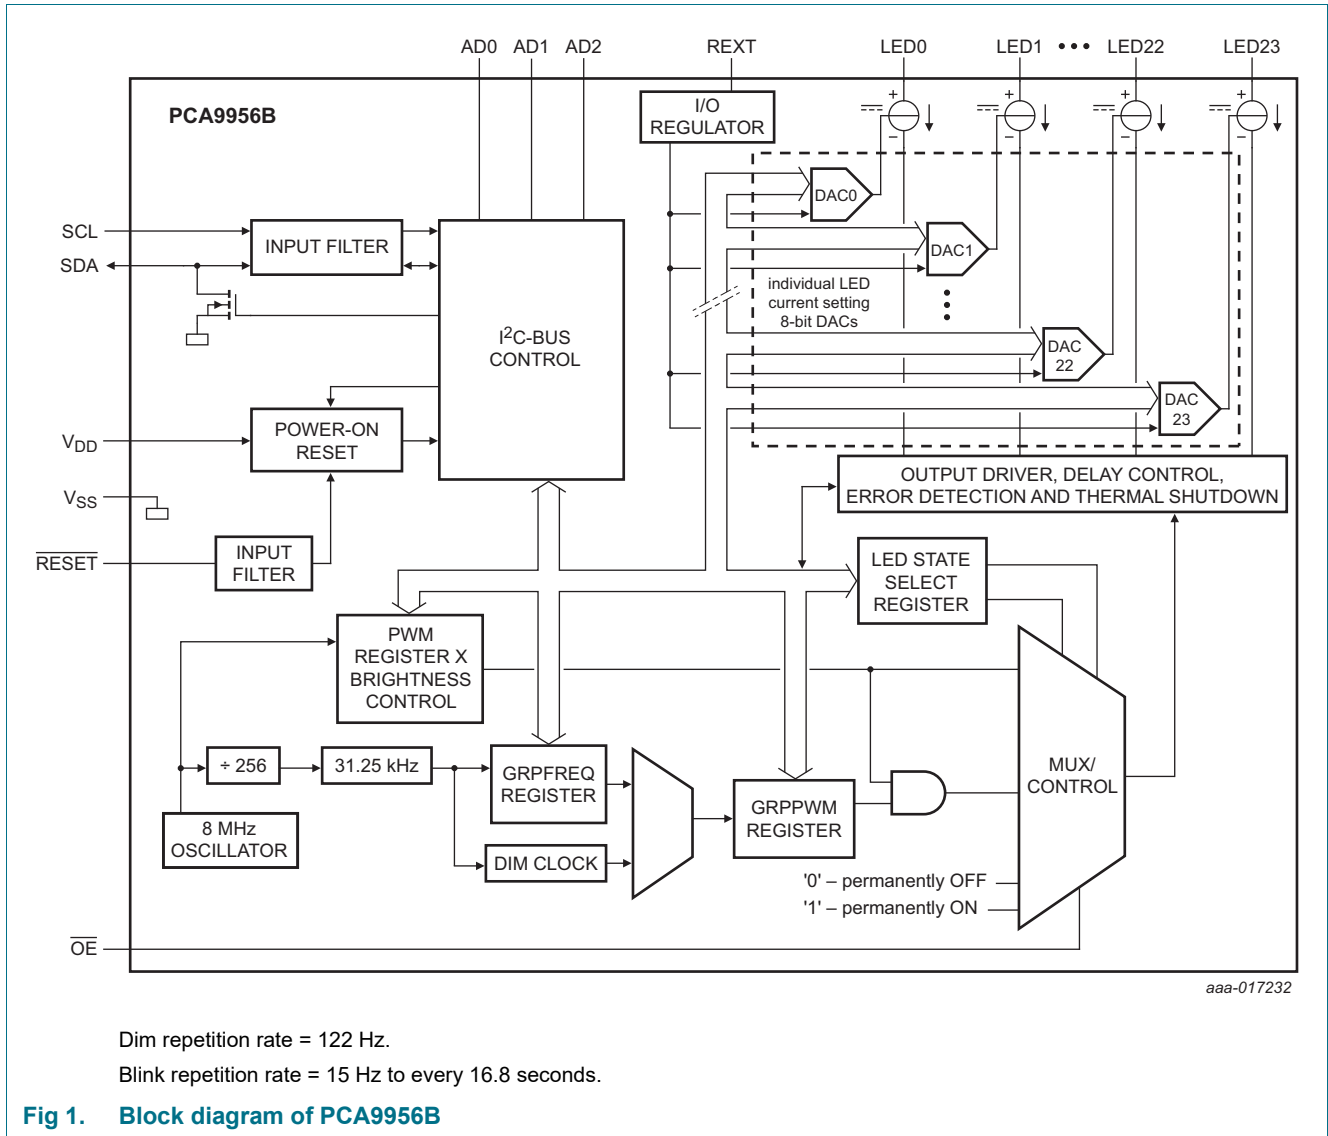 AD0 AD1 AD2 REXT LED0 LED1 ••• LED22 LED23
PCA9956B
I/O
REGULATOR
+ − + − + − + −
DAC0
SCL
INPUT FILTER
SDA
DAC1
individual LED
current setting
8-bit DACs
I2C-BUS
CONTROL
DAC
22
DAC
23
VDD
POWER-ON
RESET
VSS
OUTPUT DRIVER, DELAY CONTROL,
ERROR DETECTION AND THERMAL SHUTDOWN
RESET
INPUT
FILTER
LED STATE
SELECT
REGISTER
PWM
REGISTER X
BRIGHTNESS
CONTROL
÷ 256
31.25 kHz
GRPFREQ
REGISTER
MUX/
CONTROL
GRPPWM
REGISTER
8 MHz
OSCILLATOR
DIM CLOCK
'0' – permanently OFF
'1' – permanently ON
OE
aaa-017232
Dim repetition rate = 122 Hz.
Blink repetition rate = 15 Hz to every 16.8 seconds.
Fig 1. Block diagram of PCA9956B